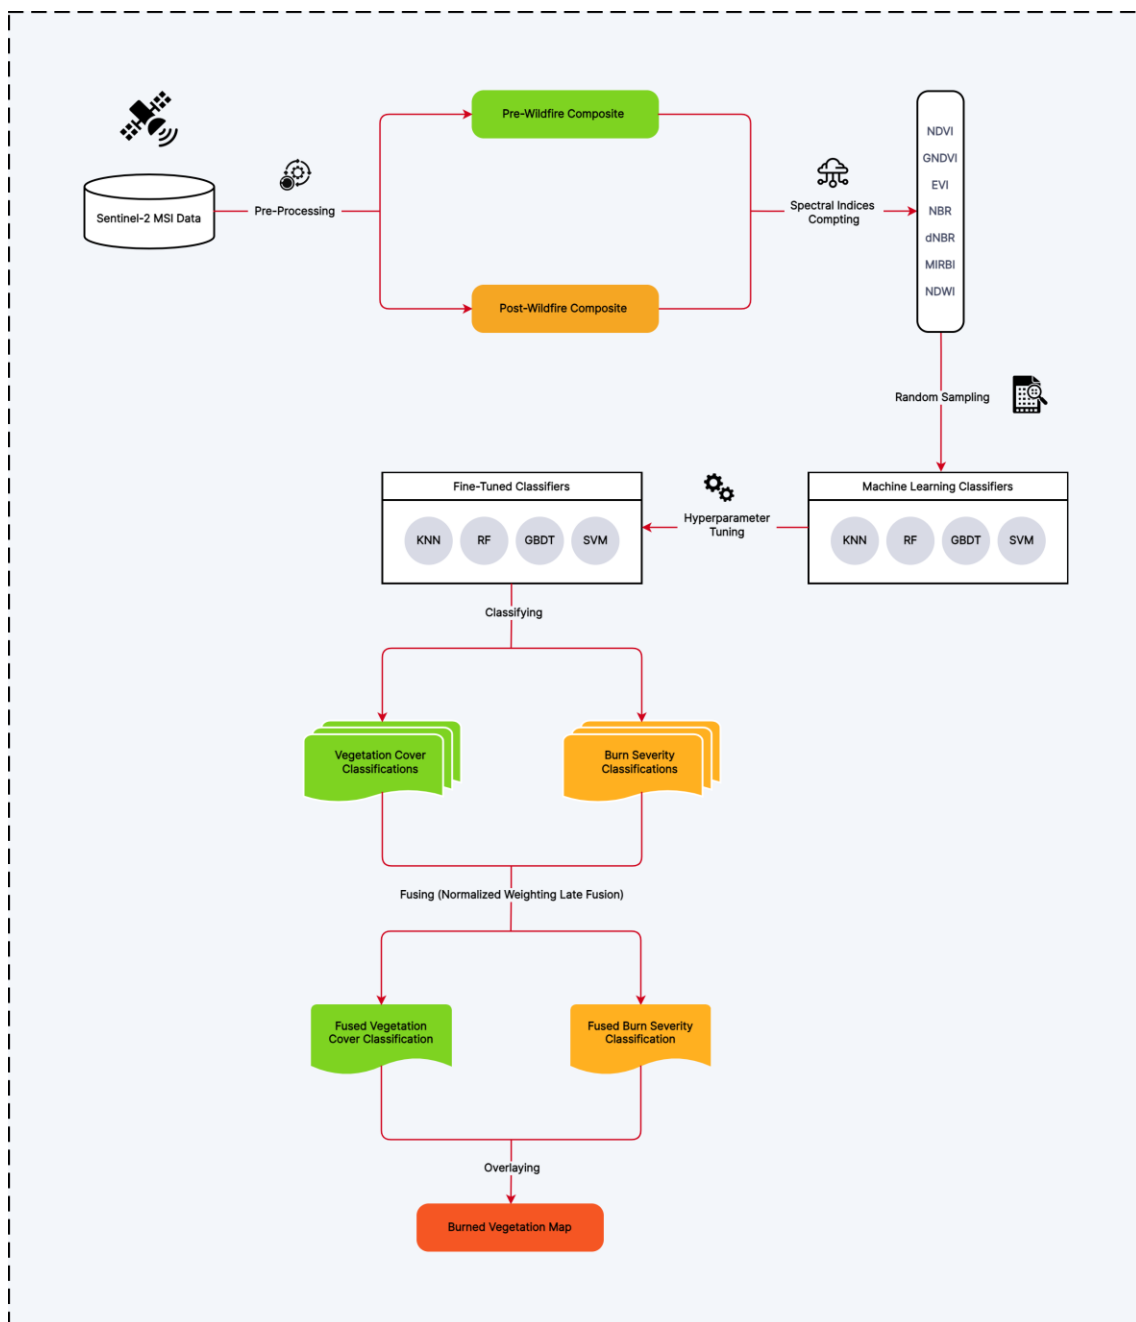 Pre-Wildfire Composite
Sentinel-2 MSI Data
Pre-Processing
Post-Wildfire Composite
Spectral Indices
Compting
NDVI
GNDVI
EVI
NBR
dNBR
MIRBI
NDWI
Random Sampling
Machine Learning Classifiers
KNN
RF
GBDT
SVM
Hyperparameter
Tuning
Fine-Tuned Classifiers
KNN
RF
GBDT
SVM
Classifying
Vegetation Cover
Classifications
Burn Severity
Classifications
Fusing (Normalized Weighting Late Fusion)
Fused Vegetation
Cover Classification
Fused Burn Severity
Classification
Overlaying
Burned Vegetation Map